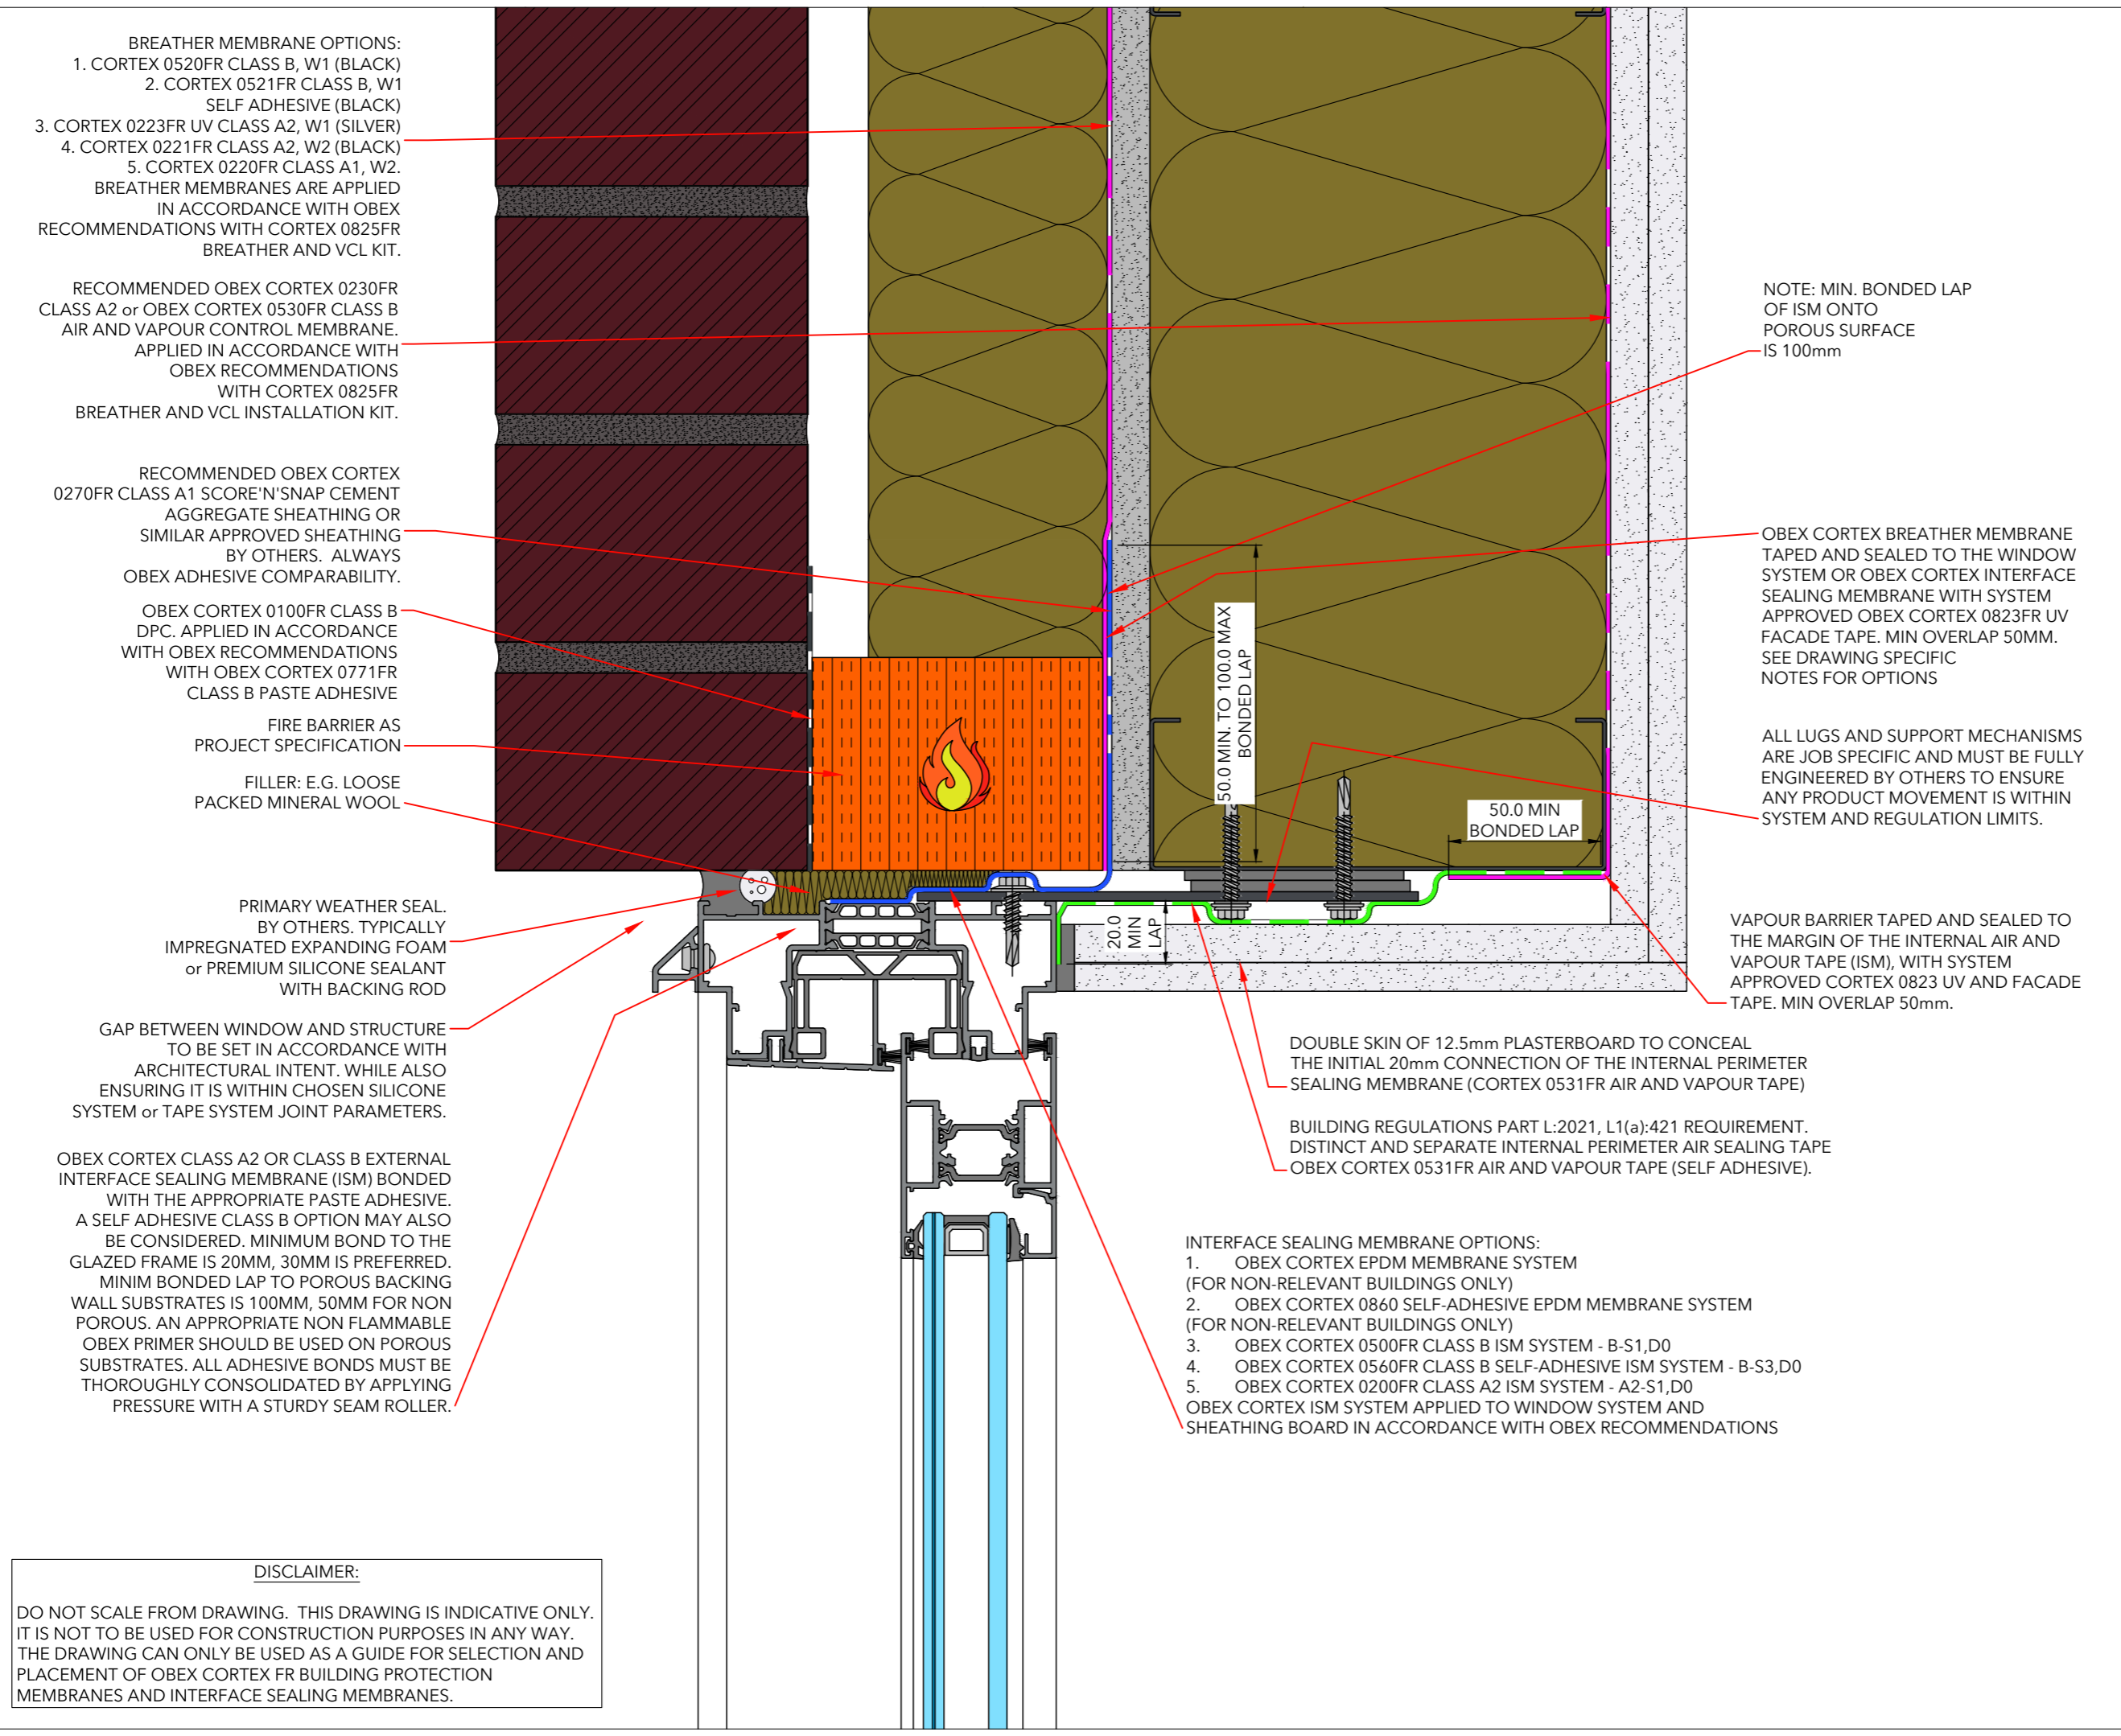 BREATHER MEMBRANE OPTIONS:
1. CORTEX 0520FR CLASS B, W1 (BLACK)
2. CORTEX 0521FR CLASS B, W1
SELF ADHESIVE (BLACK)
3. CORTEX 0223FR UV CLASS A2, W1 (SILVER)
4. CORTEX 0221FR CLASS A2, W2 (BLACK)
5. CORTEX 0220FR CLASS A1, W2.
BREATHER MEMBRANES ARE APPLIED
IN ACCORDANCE WITH OBEX
RECOMMENDATIONS WITH CORTEX 0825FR
BREATHER AND VCL KIT.
RECOMMENDED OBEX CORTEX 0230FR
CLASS A2 or OBEX CORTEX 0530FR CLASS B
AIR AND VAPOUR CONTROL MEMBRANE.
APPLIED IN ACCORDANCE WITH
OBEX RECOMMENDATIONS
WITH CORTEX 0825FR
BREATHER AND VCL INSTALLATION KIT.
RECOMMENDED OBEX CORTEX
0270FR CLASS A1 SCORE'N'SNAP CEMENT
AGGREGATE SHEATHING OR
SIMILAR APPROVED SHEATHING
BY OTHERS. ALWAYS
OBEX ADHESIVE COMPARABILITY.
OBEX CORTEX 0100FR CLASS B
DPC. APPLIED IN ACCORDANCE
WITH OBEX RECOMMENDATIONS
WITH OBEX CORTEX 0771FR
CLASS B PASTE ADHESIVE
FIRE BARRIER AS
PROJECT SPECIFICATION
FILLER: E.G. LOOSE
PACKED MINERAL WOOL
PRIMARY WEATHER SEAL.
BY OTHERS. TYPICALLY
IMPREGNATED EXPANDING FOAM
or PREMIUM SILICONE SEALANT
WITH BACKING ROD
GAP BETWEEN WINDOW AND STRUCTURE
TO BE SET IN ACCORDANCE WITH
ARCHITECTURAL INTENT. WHILE ALSO
ENSURING IT IS WITHIN CHOSEN SILICONE
SYSTEM or TAPE SYSTEM JOINT PARAMETERS.
OBEX CORTEX CLASS A2 OR CLASS B EXTERNAL
INTERFACE SEALING MEMBRANE (ISM) BONDED
WITH THE APPROPRIATE PASTE ADHESIVE.
A SELF ADHESIVE CLASS B OPTION MAY ALSO
BE CONSIDERED. MINIMUM BOND TO THE
GLAZED FRAME IS 20MM, 30MM IS PREFERRED.
MINIM BONDED LAP TO POROUS BACKING
WALL SUBSTRATES IS 100MM, 50MM FOR NON
POROUS. AN APPROPRIATE NON FLAMMABLE
OBEX PRIMER SHOULD BE USED ON POROUS
SUBSTRATES. ALL ADHESIVE BONDS MUST BE
THOROUGHLY CONSOLIDATED BY APPLYING
PRESSURE WITH A STURDY SEAM ROLLER.
50.0 MIN. TO 100.0 MAX
BONDED LAP
50.0 MIN
BONDED LAP
20.0
MIN
LAP
NOTE: MIN. BONDED LAP
OF ISM ONTO
POROUS SURFACE
IS 100mm
OBEX CORTEX BREATHER MEMBRANE
TAPED AND SEALED TO THE WINDOW
SYSTEM OR OBEX CORTEX INTERFACE
SEALING MEMBRANE WITH SYSTEM
APPROVED OBEX CORTEX 0823FR UV
FACADE TAPE. MIN OVERLAP 50MM.
SEE DRAWING SPECIFIC
NOTES FOR OPTIONS
ALL LUGS AND SUPPORT MECHANISMS
ARE JOB SPECIFIC AND MUST BE FULLY
ENGINEERED BY OTHERS TO ENSURE
ANY PRODUCT MOVEMENT IS WITHIN
SYSTEM AND REGULATION LIMITS.
VAPOUR BARRIER TAPED AND SEALED TO
THE MARGIN OF THE INTERNAL AIR AND
VAPOUR TAPE (ISM), WITH SYSTEM
APPROVED CORTEX 0823 UV AND FACADE
TAPE. MIN OVERLAP 50mm.
DOUBLE SKIN OF 12.5mm PLASTERBOARD TO CONCEAL
THE INITIAL 20mm CONNECTION OF THE INTERNAL PERIMETER
SEALING MEMBRANE (CORTEX 0531FR AIR AND VAPOUR TAPE)
BUILDING REGULATIONS PART L:2021, L1(a):421 REQUIREMENT.
DISTINCT AND SEPARATE INTERNAL PERIMETER AIR SEALING TAPE
OBEX CORTEX 0531FR AIR AND VAPOUR TAPE (SELF ADHESIVE).
INTERFACE SEALING MEMBRANE OPTIONS:
1. OBEX CORTEX EPDM MEMBRANE SYSTEM
(FOR NON-RELEVANT BUILDINGS ONLY)
2. OBEX CORTEX 0860 SELF-ADHESIVE EPDM MEMBRANE SYSTEM
(FOR NON-RELEVANT BUILDINGS ONLY)
3. OBEX CORTEX 0500FR CLASS B ISM SYSTEM - B-S1,D0
4. OBEX CORTEX 0560FR CLASS B SELF-ADHESIVE ISM SYSTEM - B-S3,D0
5. OBEX CORTEX 0200FR CLASS A2 ISM SYSTEM - A2-S1,D0
OBEX CORTEX ISM SYSTEM APPLIED TO WINDOW SYSTEM AND
SHEATHING BOARD IN ACCORDANCE WITH OBEX RECOMMENDATIONS
DISCLAIMER:
DO NOT SCALE FROM DRAWING. THIS DRAWING IS INDICATIVE ONLY.
IT IS NOT TO BE USED FOR CONSTRUCTION PURPOSES IN ANY WAY.
THE DRAWING CAN ONLY BE USED AS A GUIDE FOR SELECTION AND
PLACEMENT OF OBEX CORTEX FR BUILDING PROTECTION
MEMBRANES AND INTERFACE SEALING MEMBRANES.